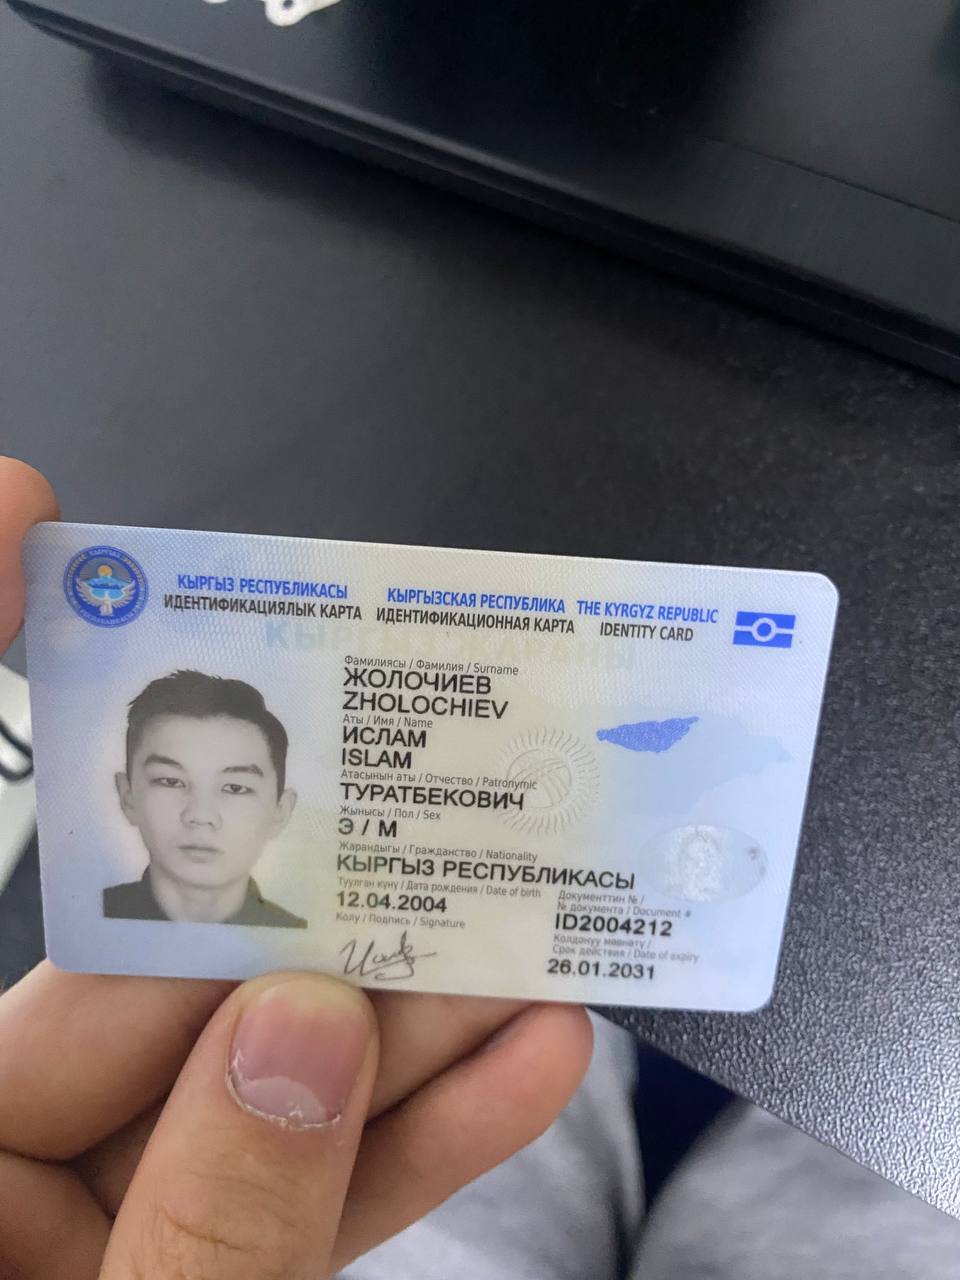 КЫРГЫЗ РЕСПУБЛИКАСЫ КЫРГЫЗСКАЯ РЕСПУБЛИКА THE KYRGYZ REPUBLIC
ИДЕНТИФИКАЦИЯЛЫК КАРТА ИДЕНТИФИКАЦИОННАЯ КАРТА IDENTITY CARD
КЫРГЫЗ ЖАРАНЫ
Фамилиясы / Фамилия / Surname
ЖОЛОЧИЕВ
ZHOLOCHIEV
Аты / Имя / Name
ИСЛАМ
ISLAM
Атасынын аты / Отчество / Patronymic
ТУРАТБЕКОВИЧ
Жынысы / Пол / Sex
Э / М
Жарандыгы / Гражданство / Nationality
КЫРГЫЗ РЕСПУБЛИКАСЫ
Туулган күнү / Дата рождения / Date of birth
12.04.2004
Документтин № /
№ документа / Document #
ID2004212
Колу / Подпись / Signature
Колдонуу мөөнөтү /
Срок действия / Date of expiry
26.01.2031